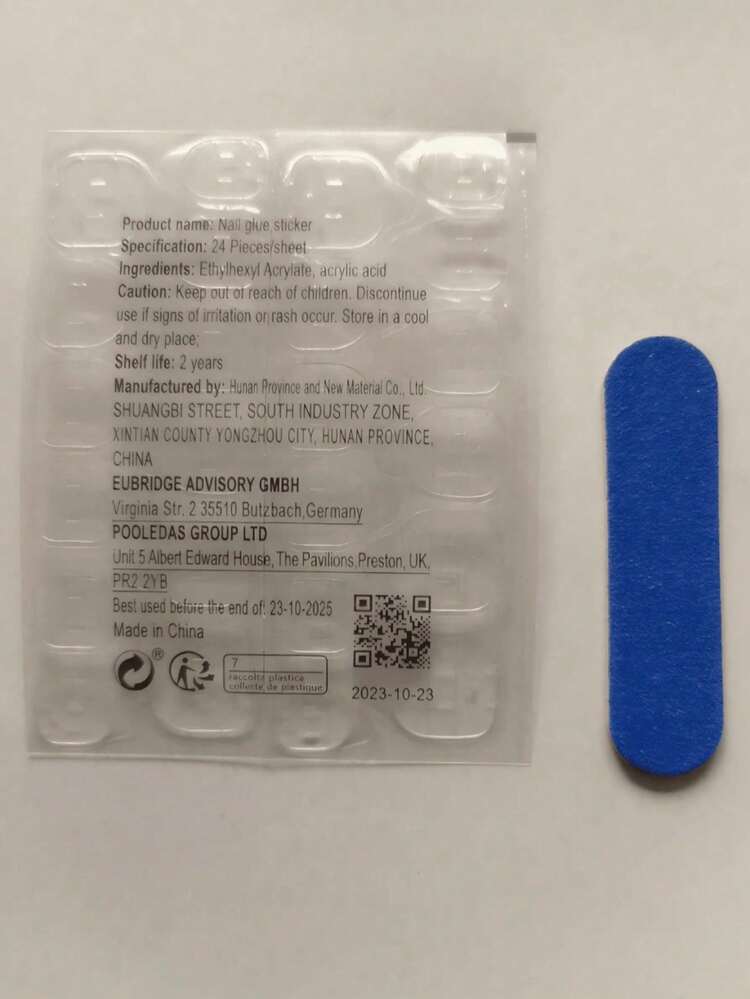 Product name: Nail glue sticker
Specification: 24 Pieces/sheet
Ingredients: Ethylhexyl Acrylate, acrylic acid
Caution: Keep out of reach of children. Discontinue
use if signs of irritation or rash occur. Store in a cool
and dry place;
Shelf life: 2 years
Manufactured by: Hunan Province and New Material Co., Ltd.
SHUANGBI STREET, SOUTH INDUSTRY ZONE,
XINTIAN COUNTY YONGZHOU CITY, HUNAN PROVINCE,
CHINA
EUBRIDGE ADVISORY GMBH
Virginia Str. 2 35510 Butzbach,Germany
POOLEDAS GROUP LTD
Unit 5 Albert Edward House, The Pavilions,Preston, UK,
PR2 2YB
Best used before the end of: 23-10-2025
Made in China
®
7
raccolta plastica
collecte de plastique
2023-10-23